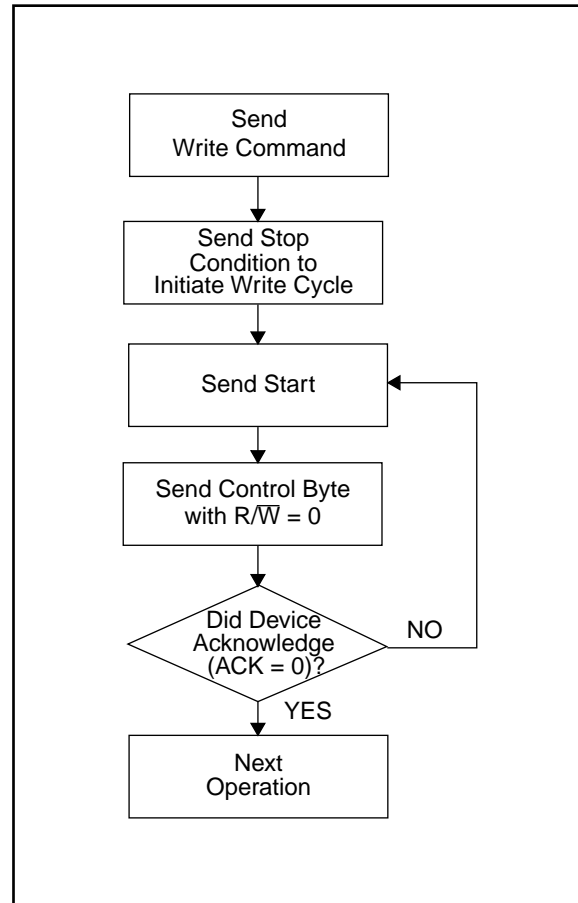 Send
Write Command
Send Stop
Condition to
Initiate Write Cycle
Send Start
Send Control Byte
with R/W̅ = 0
Did Device
Acknowledge
(ACK = 0)?
NO
YES
Next
Operation